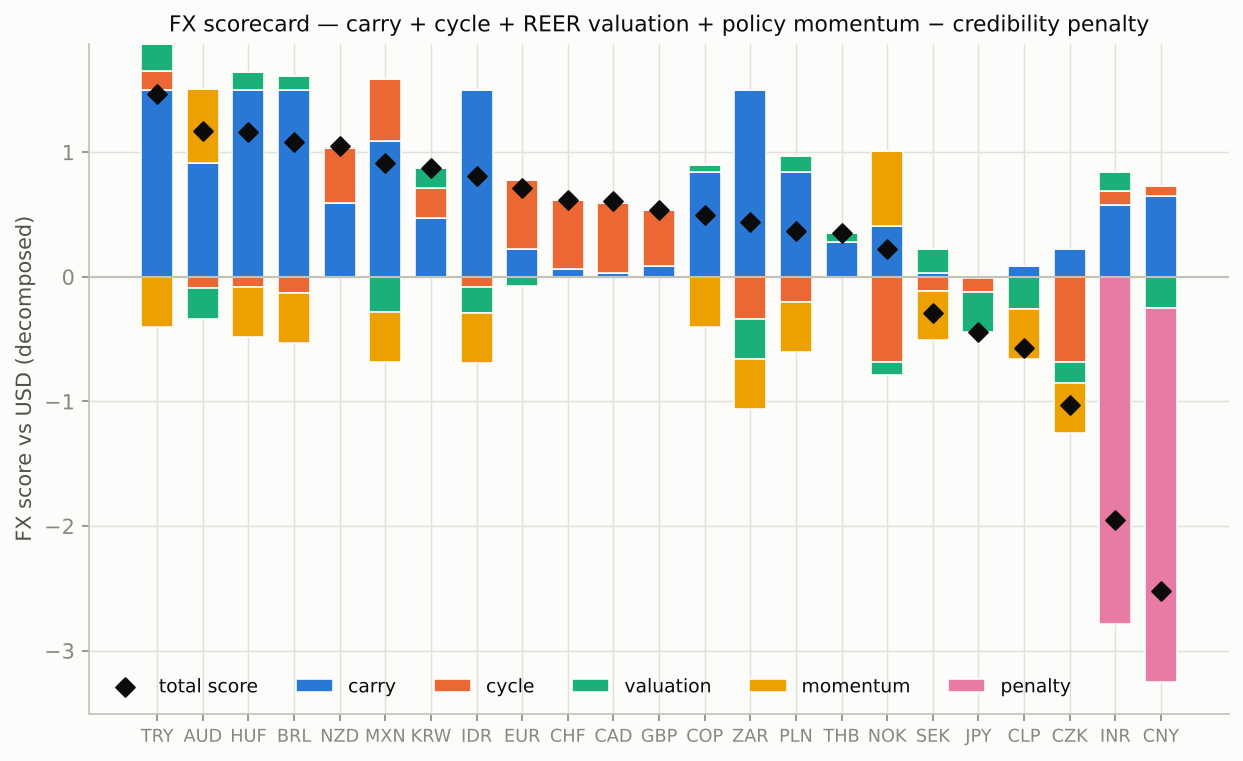 FX scorecard — carry + cycle + REER valuation + policy momentum − credibility penalty
FX score vs USD (decomposed)
1
0
−1
−2
−3
total score carry cycle valuation momentum penalty
TRY AUD HUF BRL NZD MXN KRW IDR EUR CHF CAD GBP COP ZAR PLN THB NOK SEK JPY CLP CZK INR CNY